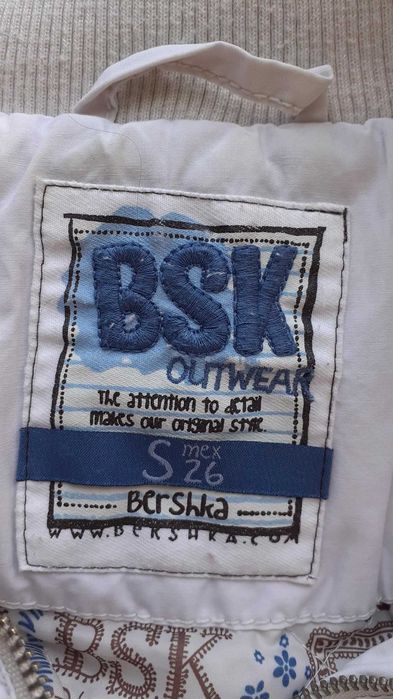 BSK
OUTWEAR
The attention to detail
makes our original style.
S mex 26
Bershka
WWW.BERSHKA.COM
BSK